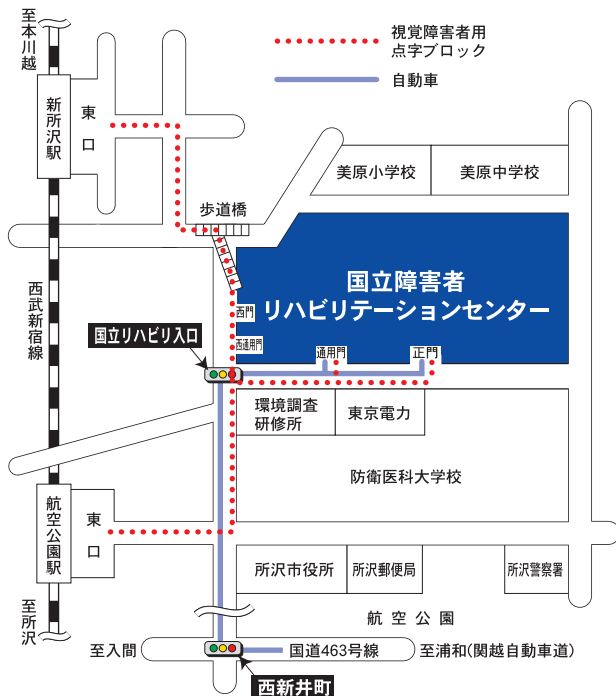 至本川越
視覚障害者用
点字ブロック
自動車
新所沢駅
東口
美原小学校
美原中学校
歩道橋
国立障害者
リハビリテーションセンター
西武新宿線
西門
国立リハビリ入口
西通用門
通用門
正門
環境調査
研修所
東京電力
防衛医科大学校
航空公園駅
東口
所沢市役所
所沢郵便局
所沢警察署
至所沢
航空公園
至入間
国道463号線
至浦和(関越自動車道)
西新井町